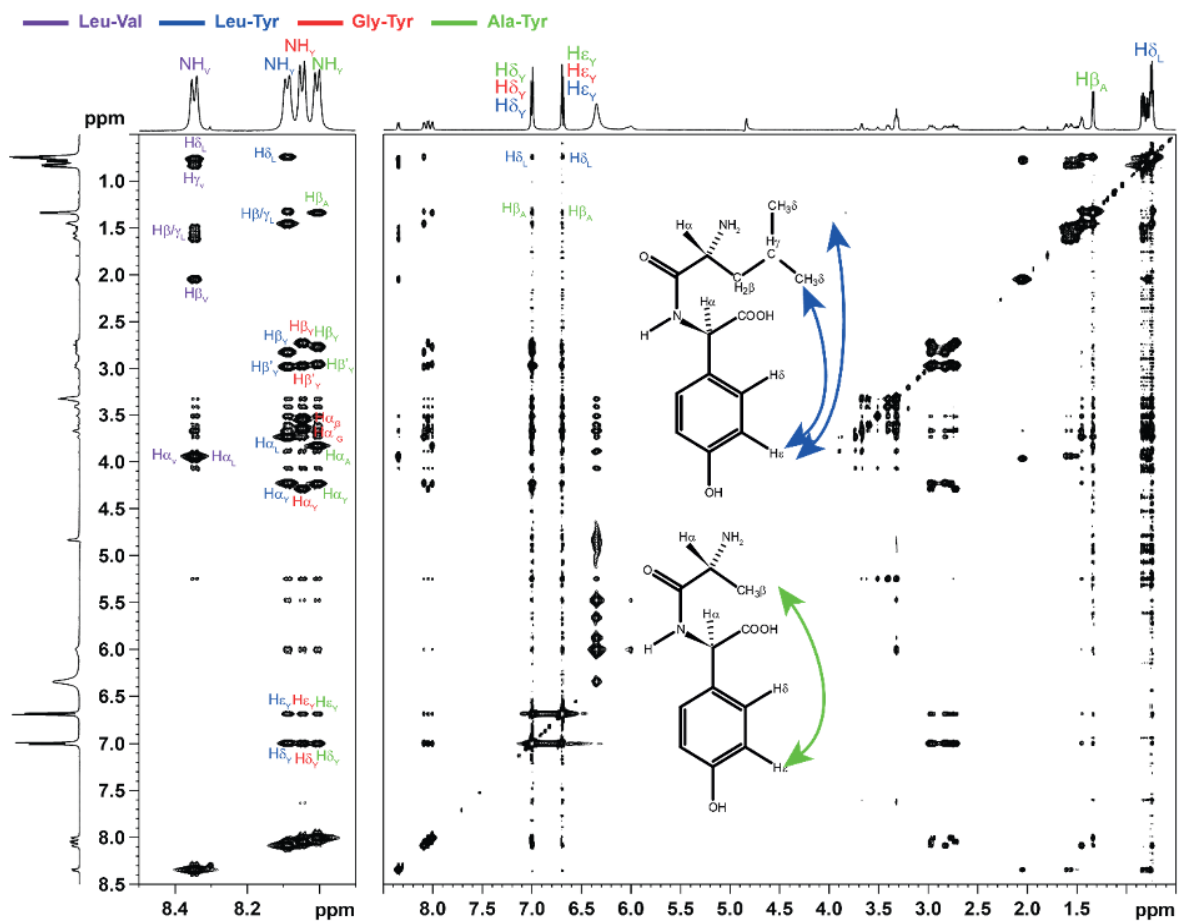 Leu-Val Leu-Tyr Gly-Tyr Ala-Tyr
NHV NHY NHY NHY
HδY HδY HδY
HεY HεY HεY
HβA
HδL
ppm
1.0
1.5
2.0
2.5
3.0
3.5
4.0
4.5
5.0
5.5
6.0
6.5
7.0
7.5
8.0
8.5
HδL
HγV
Hβ/γL
HβV
HαV HαL
HδL
Hβ/γL HβA
HβY HβY HβY
Hβ'Y Hβ'Y Hβ'Y
HαL HαA
HαY HαY HαY
HεY HεY HεY
HδY HδY HδY
HδL HδL
HβA HβA
CH3δ
Hα NH2 Hγ
C
O CH3δ
H2β
Hα
N COOH
H
Hδ
Hε
OH
Hα NH2
O
CH3β
Hα
N COOH
H
Hδ
OH
8.4 8.2 ppm
8.0 7.5 7.0 6.5 6.0 5.5 5.0 4.5 4.0 3.5 3.0 2.5 2.0 1.5 ppm